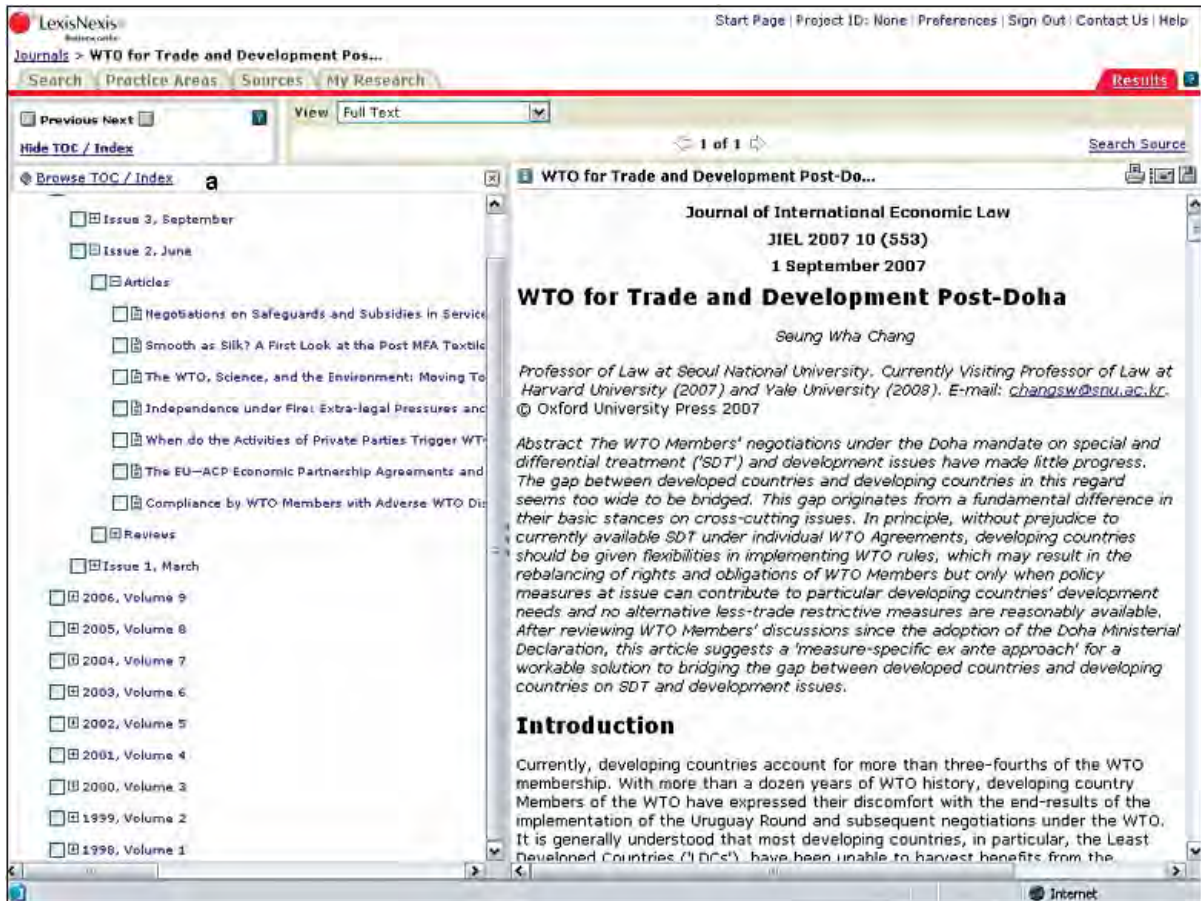 LexisNexis
Butterworths
Start Page | Project ID: None | Preferences | Sign Out | Contact Us | Help
Journals > WTO for Trade and Development Pos...
Search Practice Areas Sources My Research
Results ?
Previous Next ?
Hide TOC / Index
View Full Text
1 of 1
Search Source
Browse TOC / Index a
Issue 3, September
Issue 2, June
Articles
Negotiations on Safeguards and Subsidies in Service
Smooth as Silk? A First Look at the Post MFA Textile
The WTO, Science, and the Environment: Moving To
Independence under Fire: Extra-legal Pressures and
When do the Activities of Private Parties Trigger WT
The EU—ACP Economic Partnership Agreements and
Compliance by WTO Members with Adverse WTO Dis
Reviews
Issue 1, March
2006, Volume 9
2005, Volume 8
2004, Volume 7
2003, Volume 6
2002, Volume 5
2001, Volume 4
2000, Volume 3
1999, Volume 2
1998, Volume 1
WTO for Trade and Development Post-Do...
Journal of International Economic Law
JIEL 2007 10 (553)
1 September 2007
WTO for Trade and Development Post-Doha
Seung Wha Chang
Professor of Law at Seoul National University. Currently Visiting Professor of Law at
Harvard University (2007) and Yale University (2008). E-mail: changsw@snu.ac.kr.
© Oxford University Press 2007
Abstract The WTO Members' negotiations under the Doha mandate on special and
differential treatment ('SDT') and development issues have made little progress.
The gap between developed countries and developing countries in this regard
seems too wide to be bridged. This gap originates from a fundamental difference in
their basic stances on cross-cutting issues. In principle, without prejudice to
currently available SDT under individual WTO Agreements, developing countries
should be given flexibilities in implementing WTO rules, which may result in the
rebalancing of rights and obligations of WTO Members but only when policy
measures at issue can contribute to particular developing countries' development
needs and no alternative less-trade restrictive measures are reasonably available.
After reviewing WTO Members' discussions since the adoption of the Doha Ministerial
Declaration, this article suggests a 'measure-specific ex ante approach' for a
workable solution to bridging the gap between developed countries and developing
countries on SDT and development issues.
Introduction
Currently, developing countries account for more than three-fourths of the WTO
membership. With more than a dozen years of WTO history, developing country
Members of the WTO have expressed their discomfort with the end-results of the
implementation of the Uruguay Round and subsequent negotiations under the WTO.
It is generally understood that most developing countries, in particular, the Least
Developed Countries ('LDCs'), have been unable to harvest benefits from the
Internet